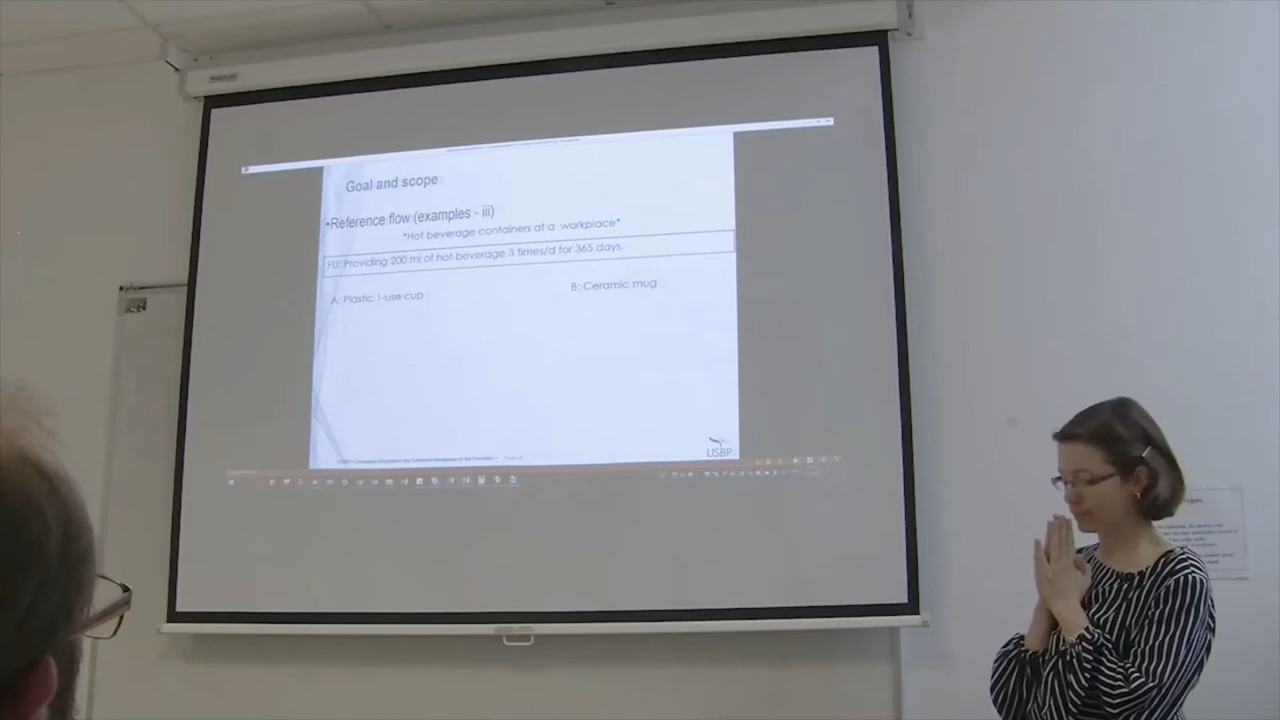 Goal and scope
•Reference flow (examples - iii)
"Hot beverage containers at a workplace"
FU: Providing 200 ml of hot beverage 3 times/d for 365 days.
A: Plastic 1-use cup
B: Ceramic mug
LISBP